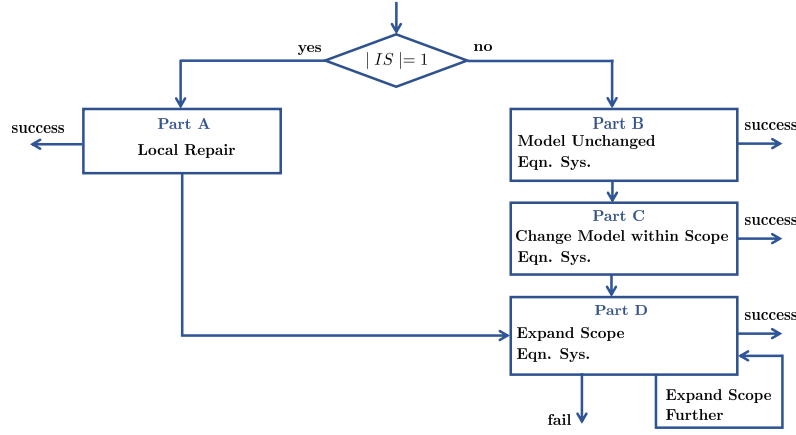 yes
| IS |= 1
no
Part A
Local Repair
success
Part B
Model Unchanged
Eqn. Sys.
success
Part C
Change Model within Scope
Eqn. Sys.
success
Part D
Expand Scope
Eqn. Sys.
success
Expand Scope
Further
fail